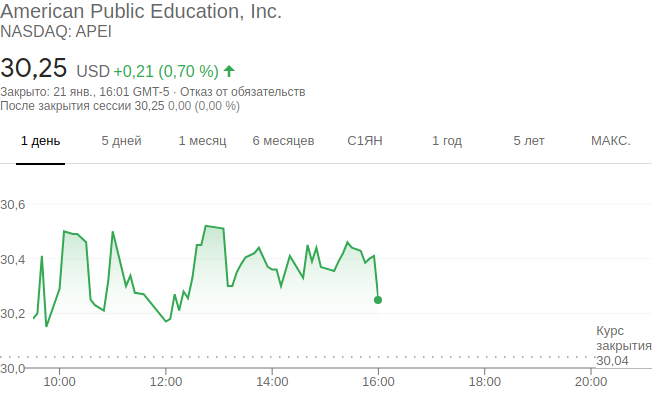 American Public Education, Inc.
NASDAQ: APEI
30,25 USD +0,21 (0,70 %)
Закрыто: 21 янв., 16:01 GMT-5 · Отказ от обязательств
После закрытия сессии 30,25 0,00 (0,00 %)
1 день 5 дней 1 месяц 6 месяцев С1ЯН 1 год 5 лет МАКС.
30,6
30,4
30,2
Курс
закрытия
30,04
30,0
10:00 12:00 14:00 16:00 18:00 20:00